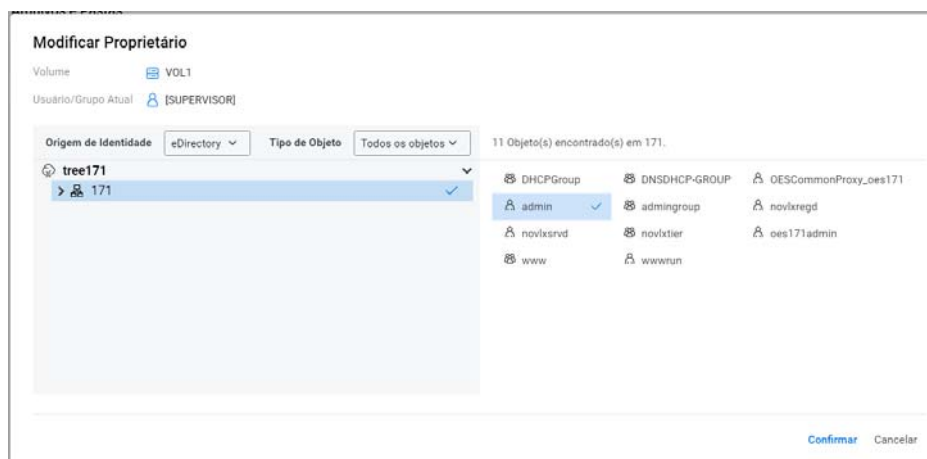 Arquivos e Pastas
Modificar Proprietário
Volume VOL1
Usuário/Grupo Atual [SUPERVISOR]
Origem de Identidade eDirectory Tipo de Objeto Todos os objetos 11 Objeto(s) encontrado(s) em 171.
tree171
171
DHCPGroup DNSDHCP-GROUP OESCommonProxy_oes171
admin admingroup novlxregd
novlxsrvd novlxtier oes171admin
www wwwrun
Confirmar Cancelar